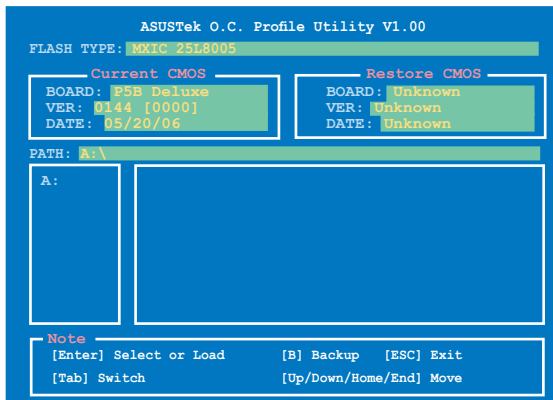 ASUSTek O.C. Profile Utility V1.00
FLASH TYPE: MXIC 25L8005
Current CMOS
BOARD: P5B Deluxe
VER: 0144 [0000]
DATE: 05/20/06
Restore CMOS
BOARD: Unknown
VER: Unknown
DATE: Unknown
PATH: A:\
A:
Note
[Enter] Select or Load [B] Backup [ESC] Exit
[Tab] Switch [Up/Down/Home/End] Move